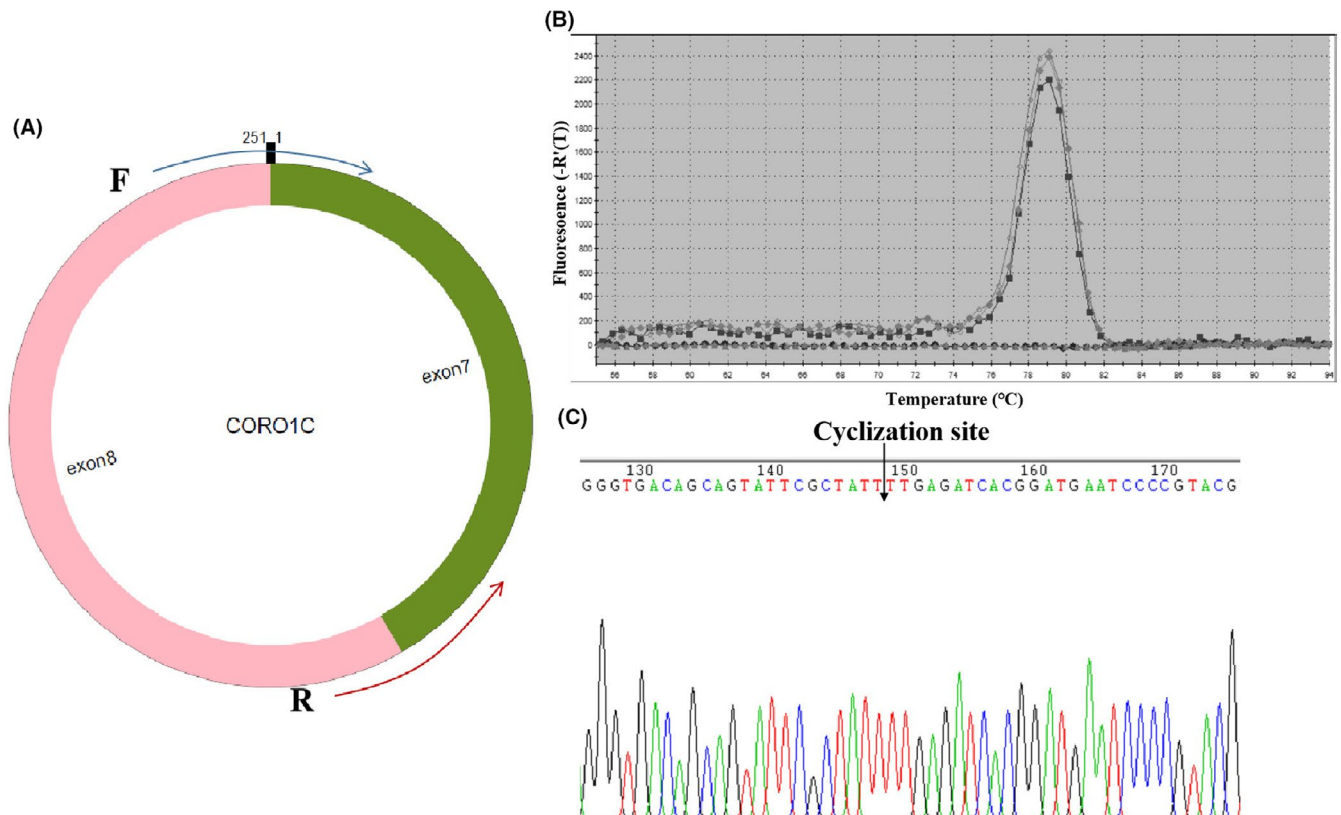 (A)
251 1
F
exon7
CORO1C
exon8
R
(B)
2400
2200
2000
1800
1600
1400
1200
1000
800
600
400
200
0
Fluoresoence (-R'(T))
56 58 60 62 64 66 68 70 72 74 76 78 80 82 84 86 88 90 92 94
Temperature (°C)
(C)
Cyclization site
130 140 150 160 170
GGGTGACAGCAGTATTCGCTATTTTGAGATCACGGATGAATCCCCGTACG